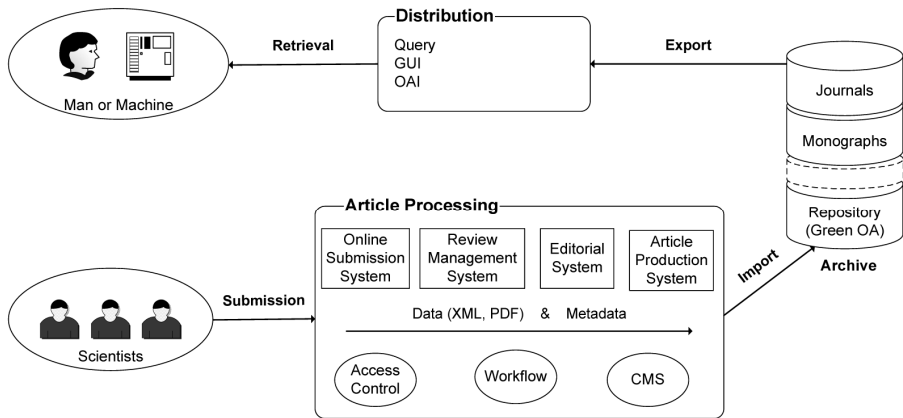 Distribution
Query
GUI
OAI
Retrieval
Export
Man or Machine
Journals
Monographs
Repository
(Green OA)
Archive
Article Processing
Online
Submission
System
Review
Management
System
Editorial
System
Article
Production
System
Import
Submission
Data (XML, PDF) & Metadata
Scientists
Access
Control
Workflow
CMS